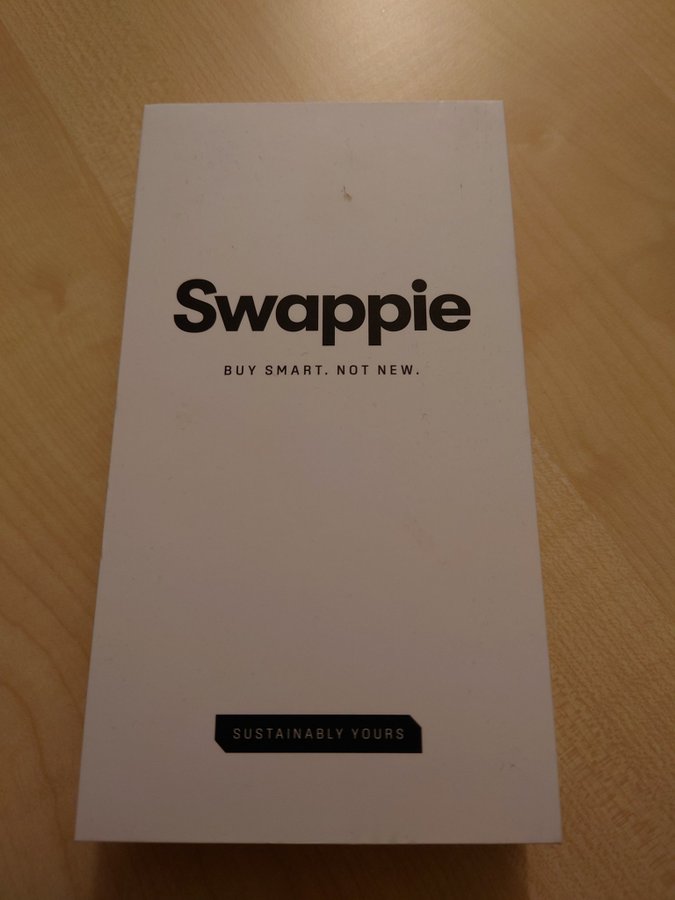 Swappie
BUY SMART. NOT NEW.
SUSTAINABLY YOURS